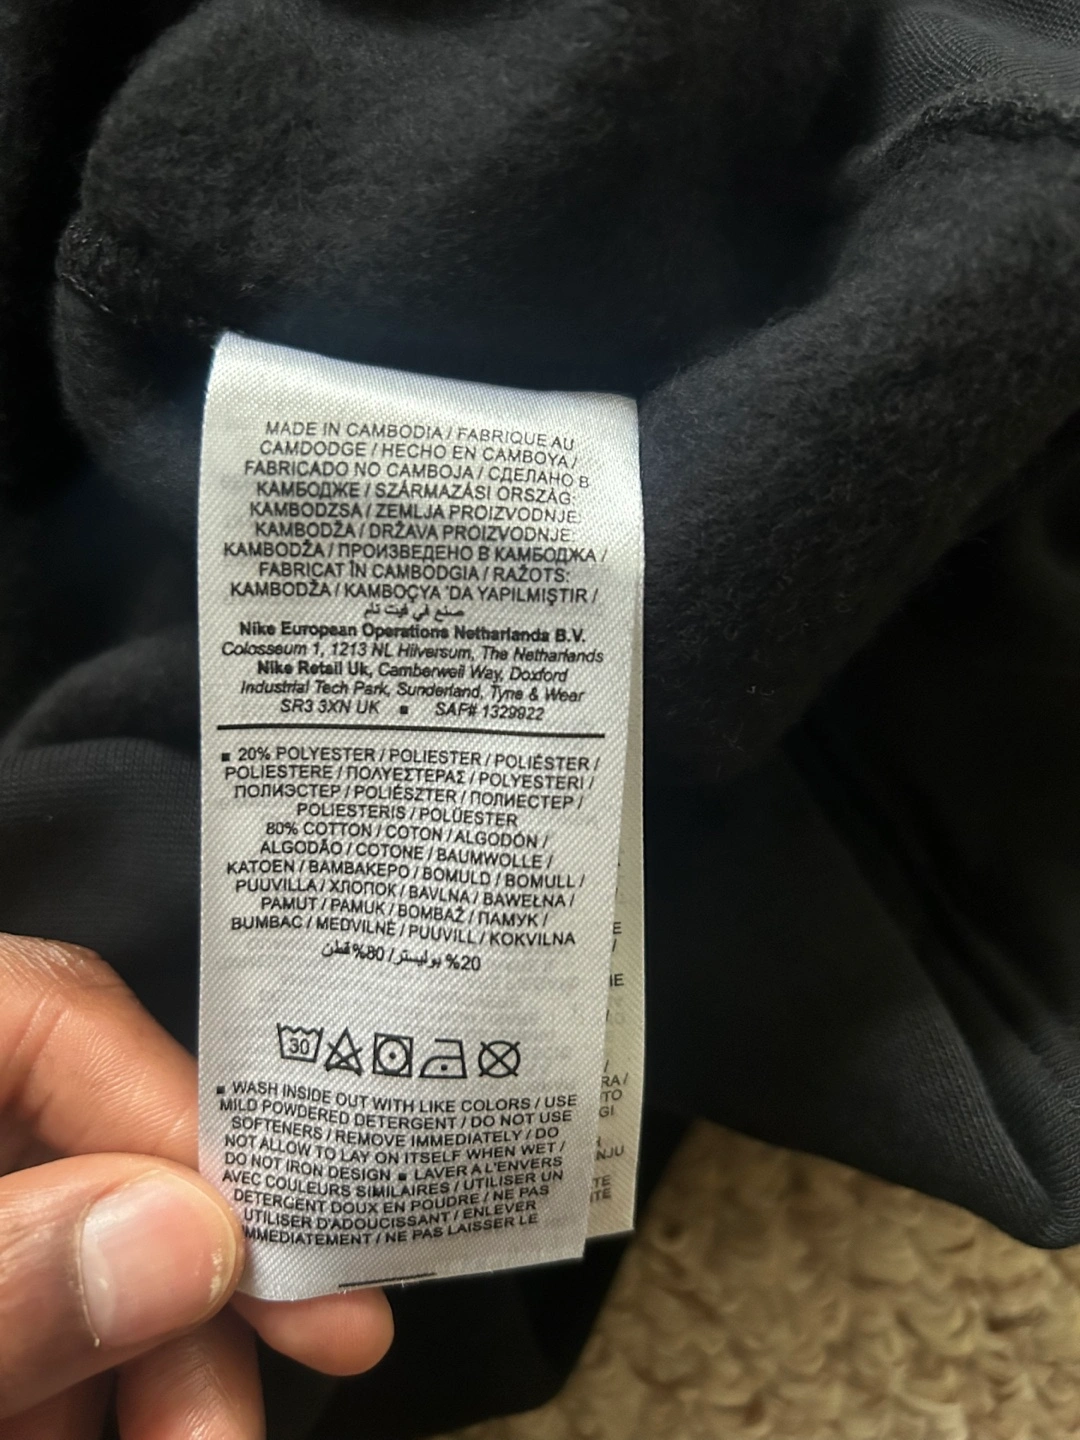 MADE IN CAMBODIA / FABRIQUE AU
CAMDODGE / HECHO EN CAMBOYA /
FABRICADO NO CAMBOJA / СДЕЛАНО В
КАМБОДЖЕ / SZÁRMAZÁSI ORSZÁG:
KAMBODZSA / ZEMLJA PROIZVODNJE:
KAMBODŽA / DRŽAVA PROIZVODNJE:
KAMBODŽA / ПРОИЗВЕДЕНО В КАМБОДЖА /
FABRICAT ÎN CAMBODGIA / RAŽOTS:
KAMBODŽA / KAMBOÇYA 'DA YAPILMIŞTIR /
صنع في فيت نام
Nike European Operations Netherlands B.V.
Colosseum 1, 1213 NL Hilversum, The Netherlands
Nike Retail Uk, Camberwell Way, Doxford
Industrial Tech Park, Sunderland, Tyne & Wear
SR3 3XN UK ■ SAF# 1329922
■ 20% POLYESTER / POLIESTER / POLIÉSTER /
POLIESTERE / ΠΟΛΥΕΣΤΕΡΑΣ / POLYESTERI /
ПОЛИЭСТЕР / POLIÉSZTER / ПОЛИЕСТЕР /
POLIESTERIS / POLÜESTER
80% COTTON / COTON / ALGODÓN /
ALGODÃO / COTONE / BAUMWOLLE /
KATOEN / ΒΑΜΒΑΚΕΡΟ / BOMULD / BOMULL /
PUUVILLA / ХЛОПОК / BAVLNA / BAWEŁNA /
PAMUT / PAMUK / BOMBAŽ / ПАМУК /
BUMBAC / MEDVILNĖ / PUUVILL / KOKVILNA
20% بوليستر / 80% قطن
30
■ WASH INSIDE OUT WITH LIKE COLORS / USE
MILD POWDERED DETERGENT / DO NOT USE
SOFTENERS / REMOVE IMMEDIATELY / DO
NOT ALLOW TO LAY ON ITSELF WHEN WET /
DO NOT IRON DESIGN ■ LAVER A L'ENVERS
AVEC COULEURS SIMILAIRES / UTILISER UN
DETERGENT DOUX EN POUDRE / NE PAS
UTILISER D'ADOUCISSANT / ENLEVER
IMMEDIATEMENT / NE PAS LAISSER LE